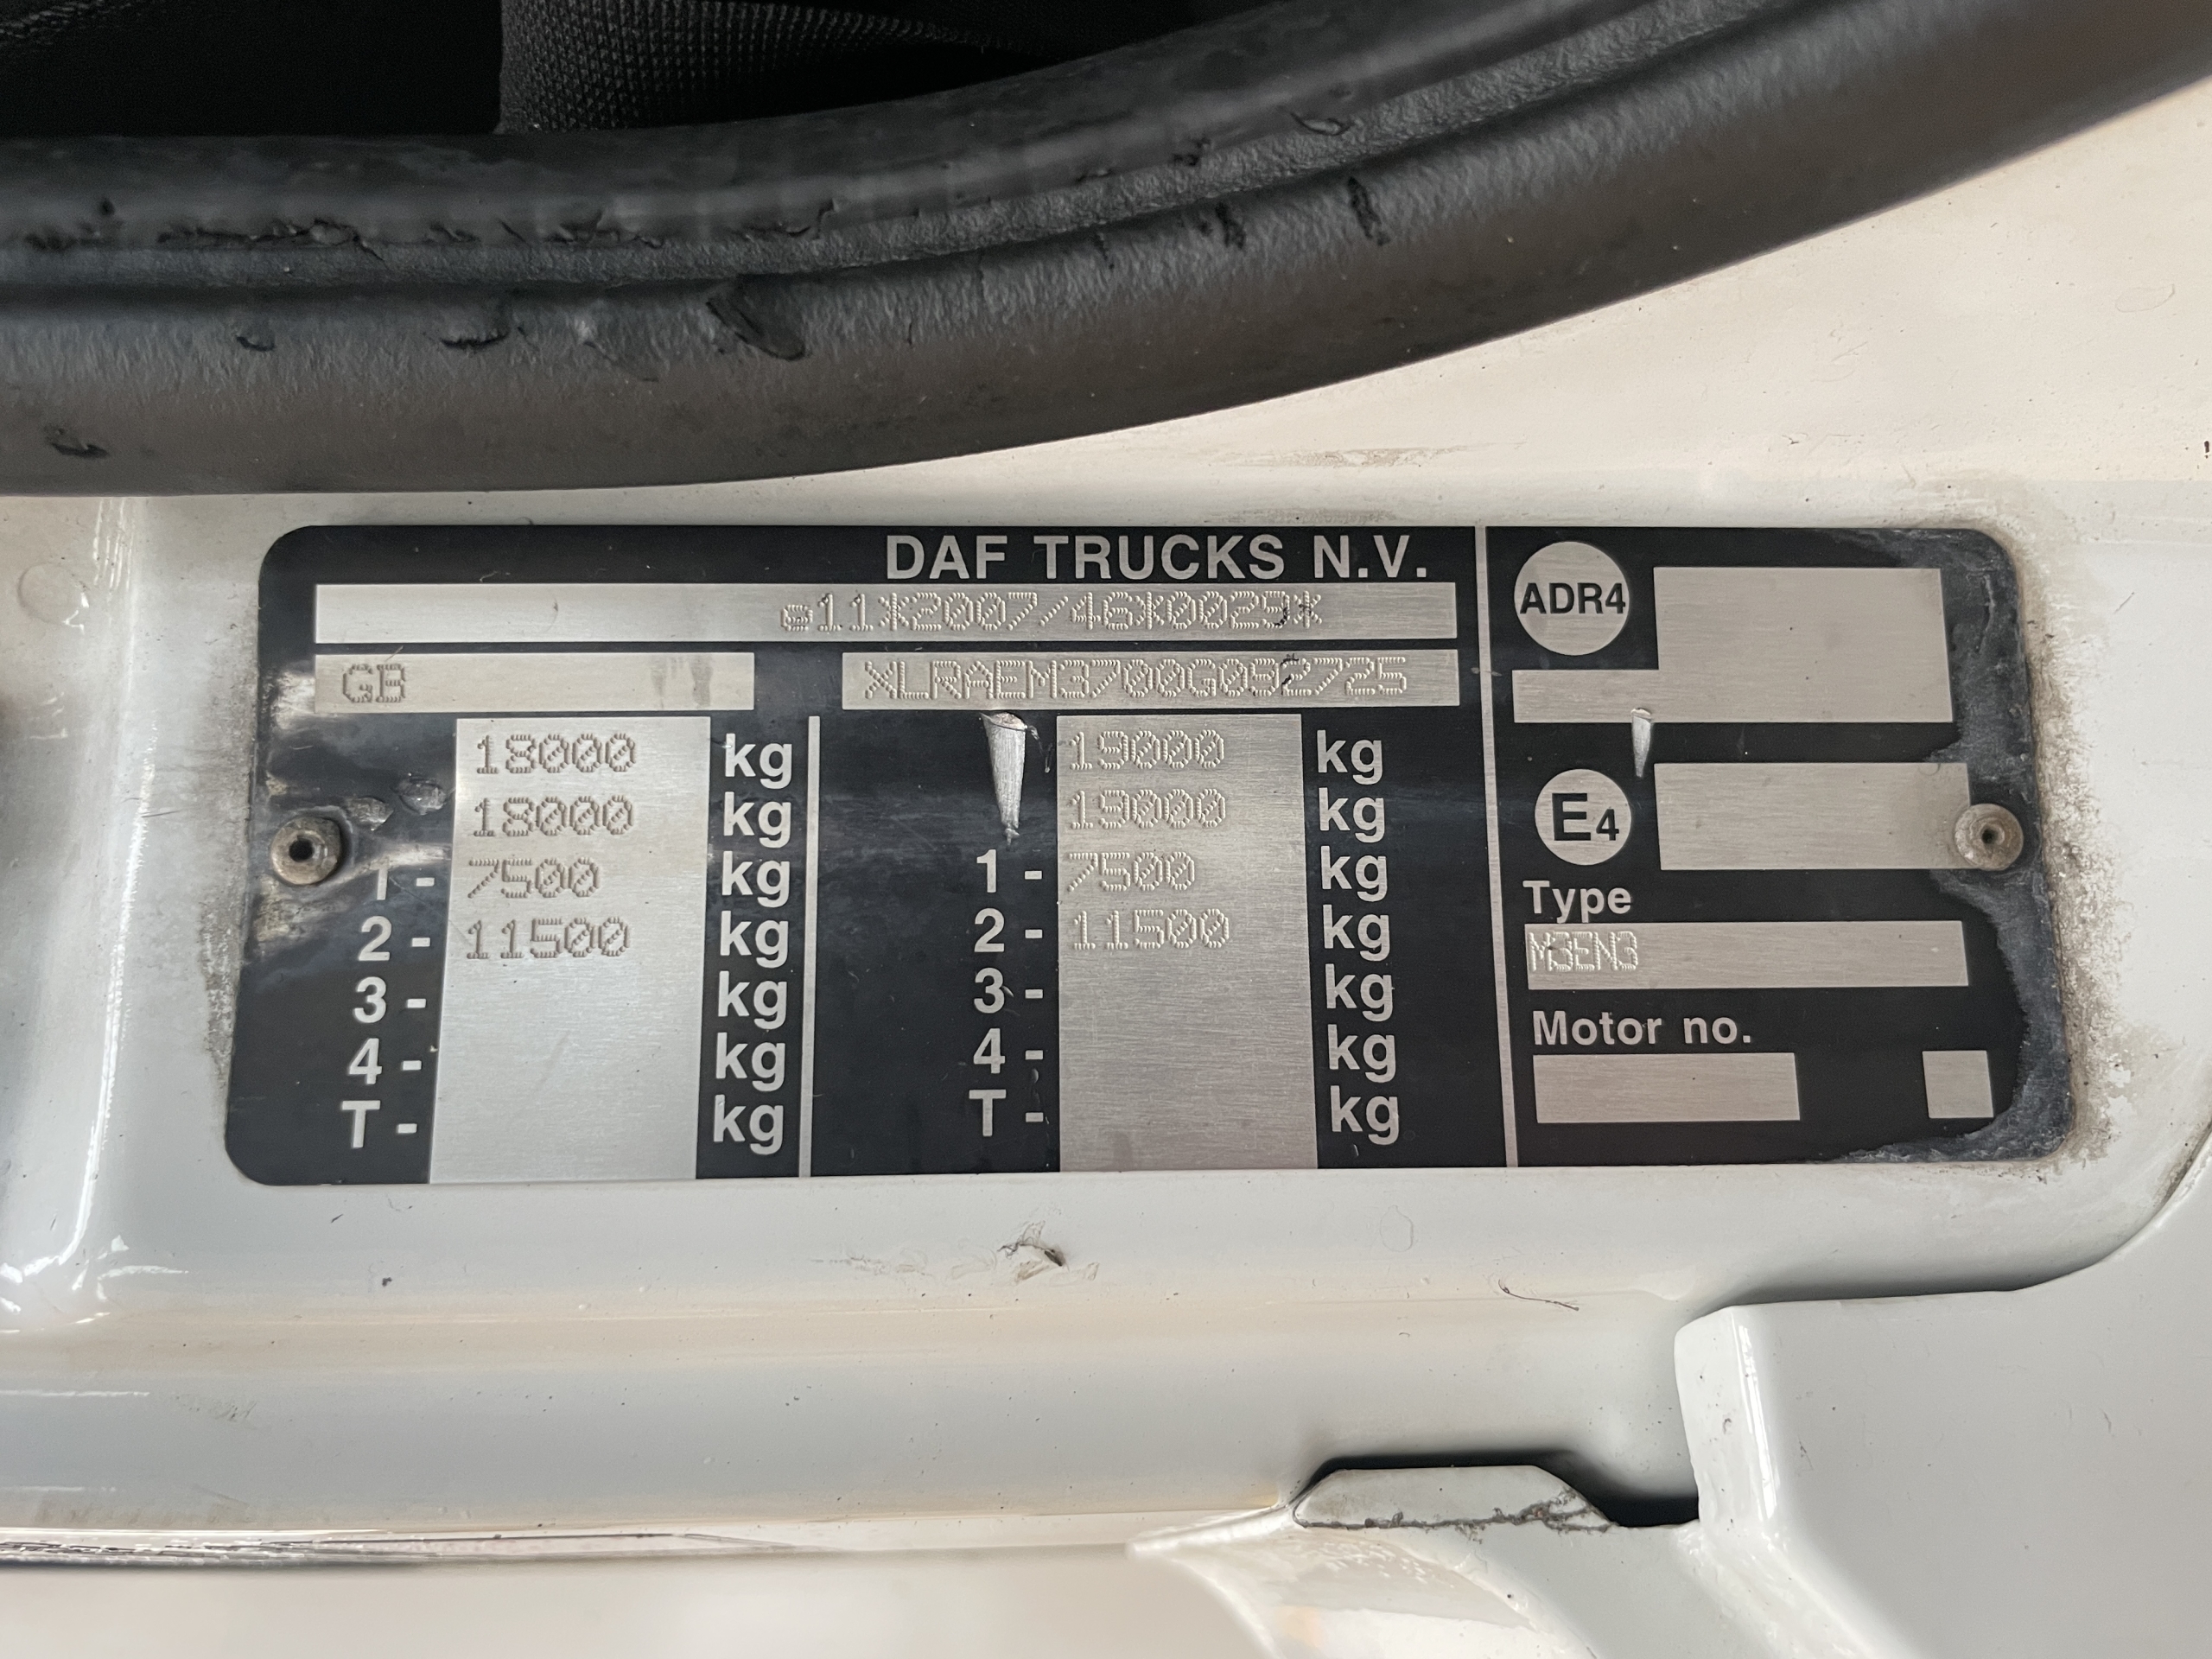 DAF TRUCKS N.V.
e11*2007/46*0029*
GB XLRAEM3700G092725
18000 kg 19000 kg
18000 kg 19000 kg
1 - 7500 kg 1 - 7500 kg
2 - 11500 kg 2 - 11500 kg
3 - kg 3 - kg
4 - kg 4 - kg
T - kg T - kg
ADR4
E4
Type
M3EN3
Motor no.